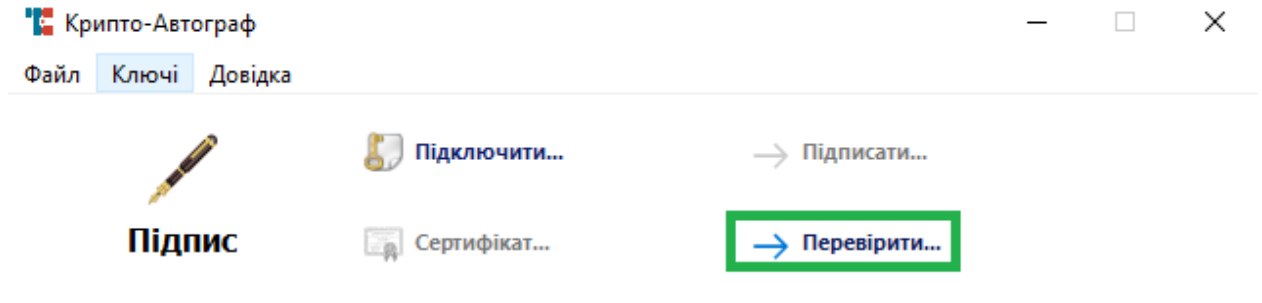 Крипто-Автограф
Файл Ключі Довідка
Підключити... Підписати...
Підпис Сертифікат... Перевірити...